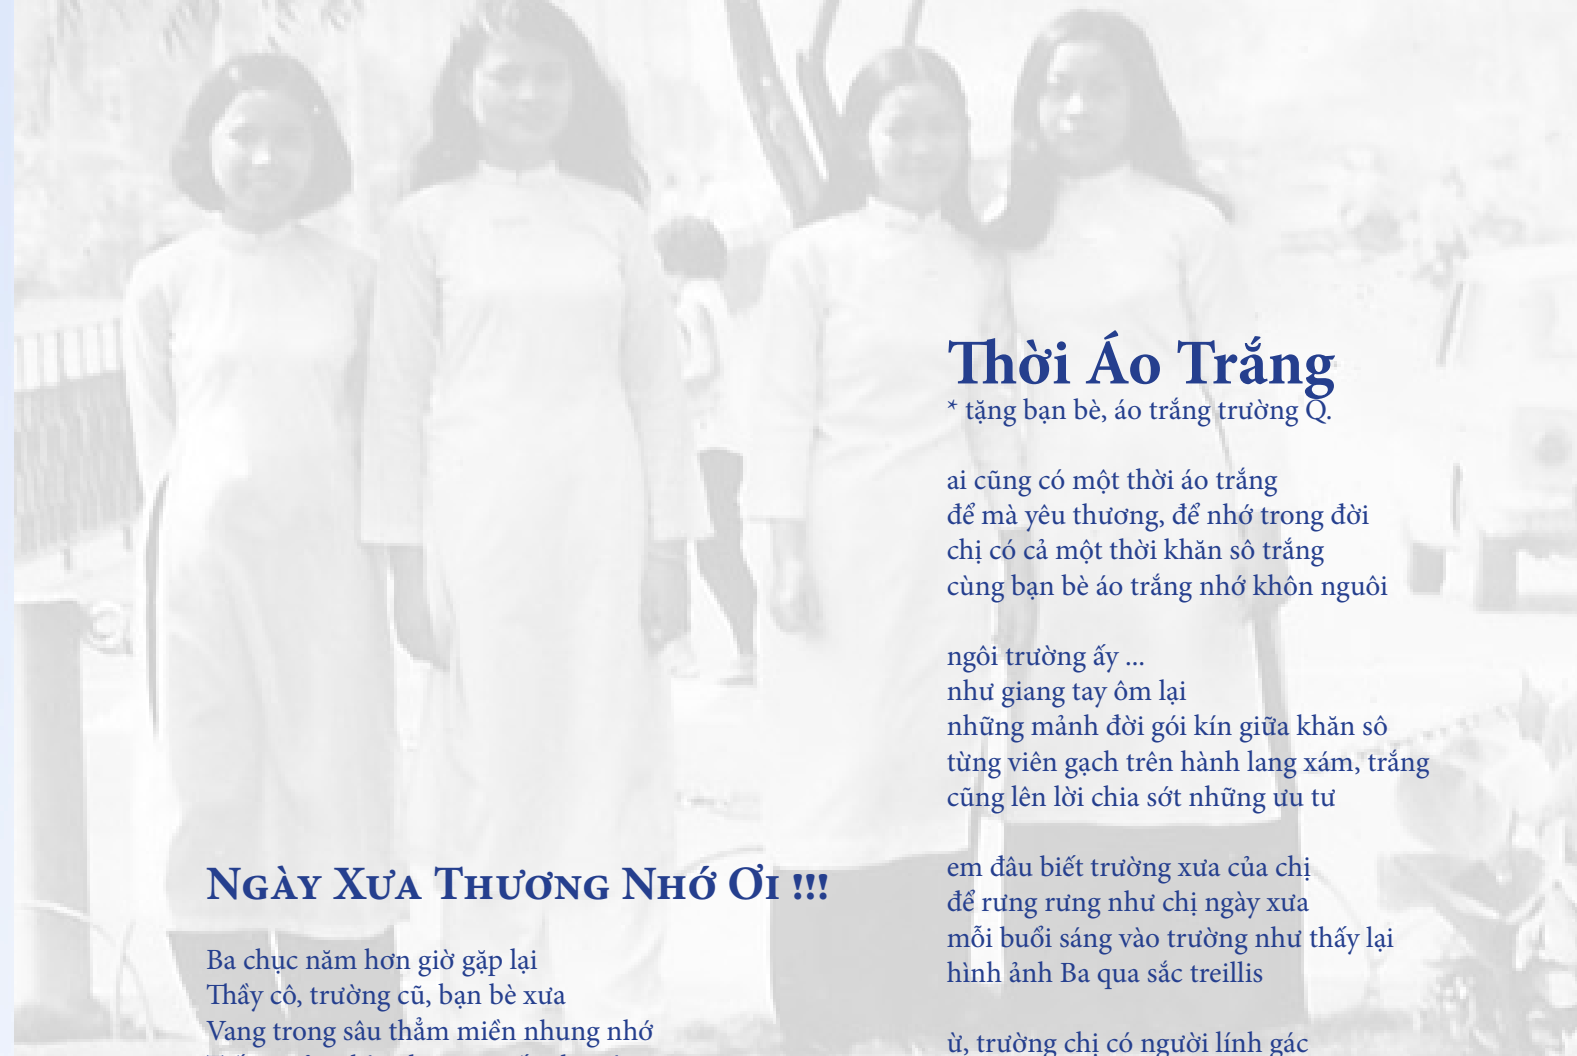 Thời Áo Trắng
* tặng bạn bè, áo trắng trường Q.
ai cũng có một thời áo trắng
để mà yêu thương, để nhớ trong đời
chị có cả một thời khăn sô trắng
cùng bạn bè áo trắng nhớ khôn nguôi
ngôi trường ấy ...
như giang tay ôm lại
những mảnh đời gói kín giữa khăn sô
từng viên gạch trên hành lang xám, trắng
cũng lên lời chia sớt những ưu tư
em đâu biết trường xưa của chị
để rưng rưng như chị ngày xưa
mỗi buổi sáng vào trường như thấy lại
hình ảnh Ba qua sắc treillis
ừ, trường chị có người lính gác
Ngày Xưa Thương Nhớ Ơi !!!
Ba chục năm hơn giờ gặp lại
Thầy cô, trường cũ, bạn bè xưa
Vang trong sâu thẳm miền nhung nhớ